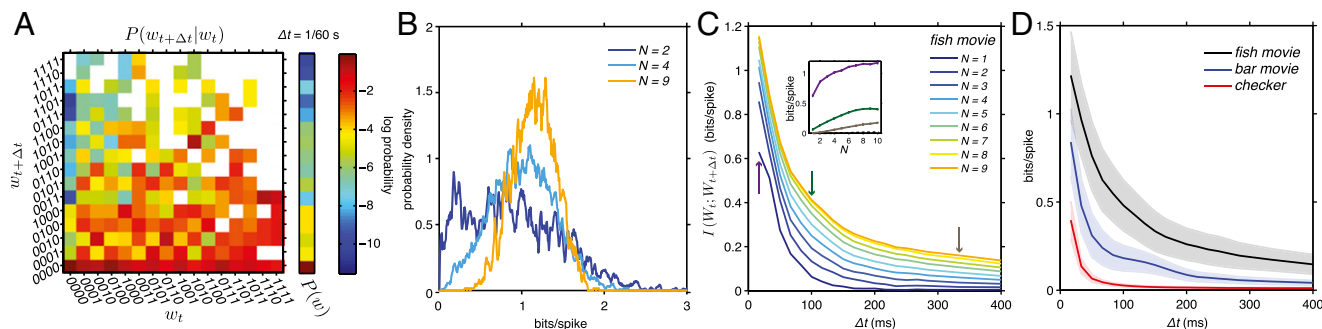 A
P(w_{t+Δt}|w_t)
Δt = 1/60 s
1111
1110
1101
1011
0111
1100
1010
1001
0110
0101
0011
1000
0100
0010
0001
0000
w_{t+Δt}
w_t
-2
-4
-6
-8
-10
log probability
P(w)
B
N = 2
N = 4
N = 9
2
1.5
1
0.5
0
probability density
0 1 2 3
bits/spike
C
fish movie
N = 1
N = 2
N = 3
N = 4
N = 5
N = 6
N = 7
N = 8
N = 9
1.2
1.0
0.8
0.6
0.4
0.2
0
I (W_t; W_{t+Δt}) (bits/spike)
0 100 200 300 400
Δt (ms)
bits/spike
1
0.5
0
2 4 6 8 10
N
D
fish movie
bar movie
checker
1.5
1.0
0.5
0
bits/spike
0 100 200 300 400
Δt (ms)